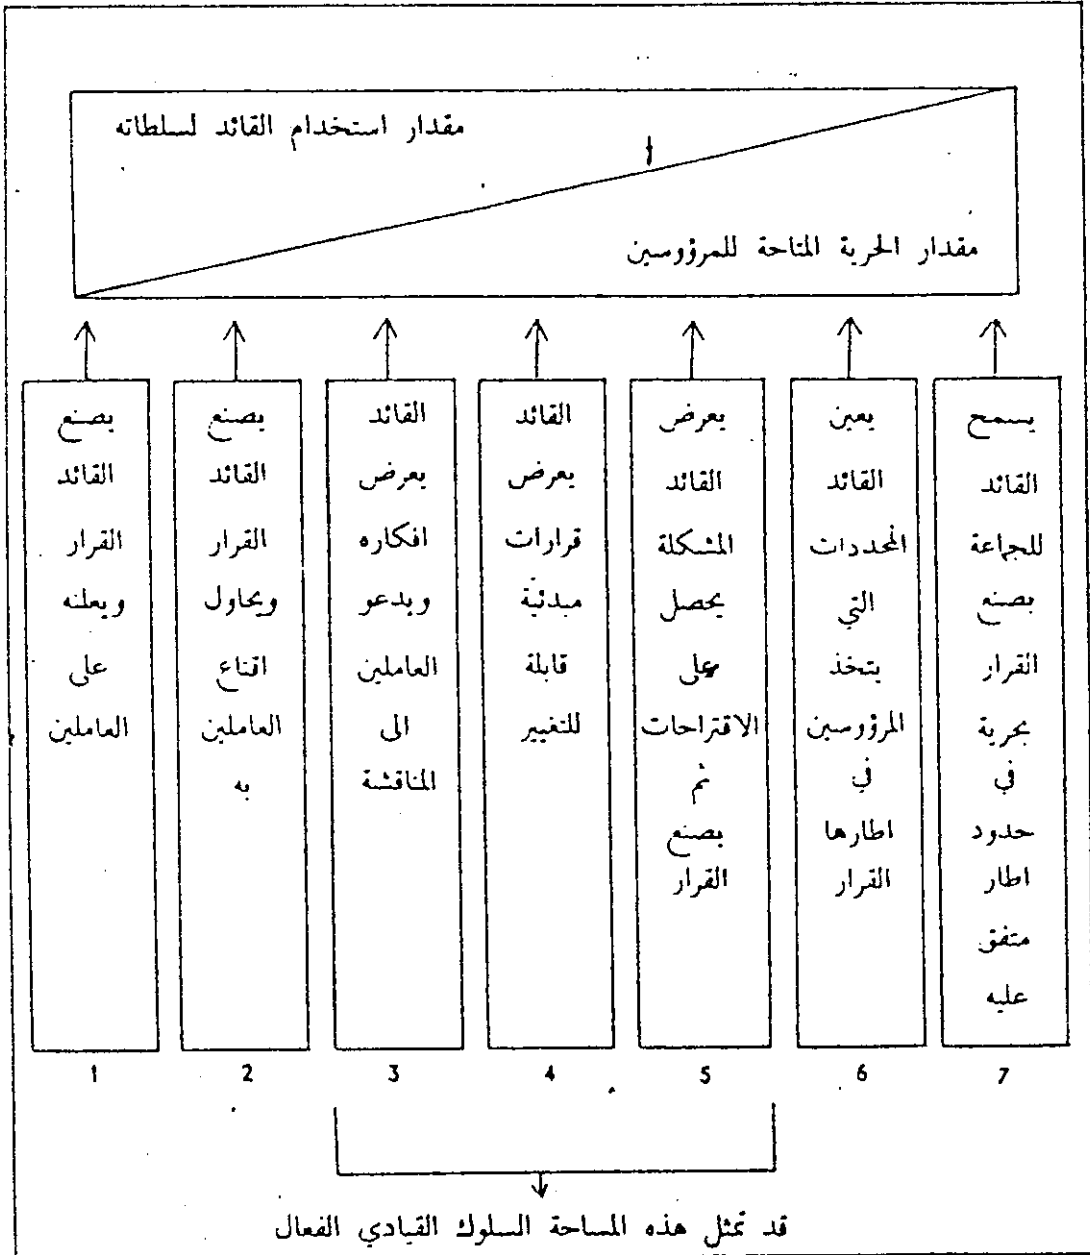 مقدار استخدام القائد لسلطاته
مقدار الحرية المتاحة للمرؤوسين
يصنع
القائد
القرار
ويعلنه
على
العاملين
1
يصنع
القائد
القرار
ويحاول
اقناع
العاملين
به
2
القائد
يعرض
افكاره
ويدعو
العاملين
الى
المناقشة
3
القائد
يعرض
قرارات
مبدئية
قابلة
للتغيير
4
يعرض
القائد
المشكلة
يحصل
على
الاقتراحات
ثم
يصنع
القرار
5
يعين
القائد
المحددات
التي
يتخذ
المرؤوسين
في
اطارها
القرار
6
يسمح
القائد
للجماعة
بصنع
القرار
بحرية
في
حدود
اطار
متفق
عليه
7
قد تمثل هذه المساحة السلوك القيادي الفعال